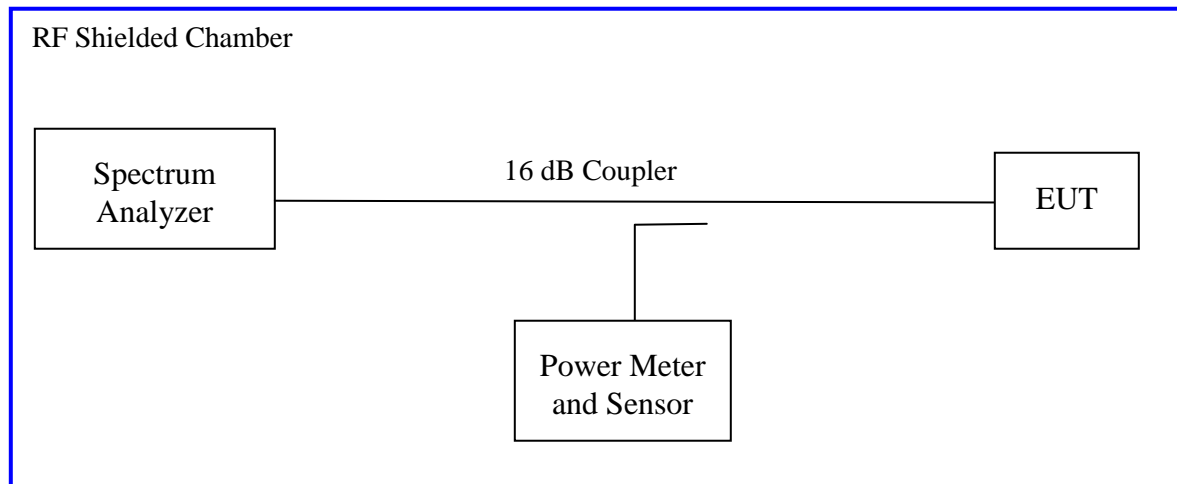 RF Shielded Chamber
Spectrum
Analyzer
16 dB Coupler
EUT
Power Meter
and Sensor